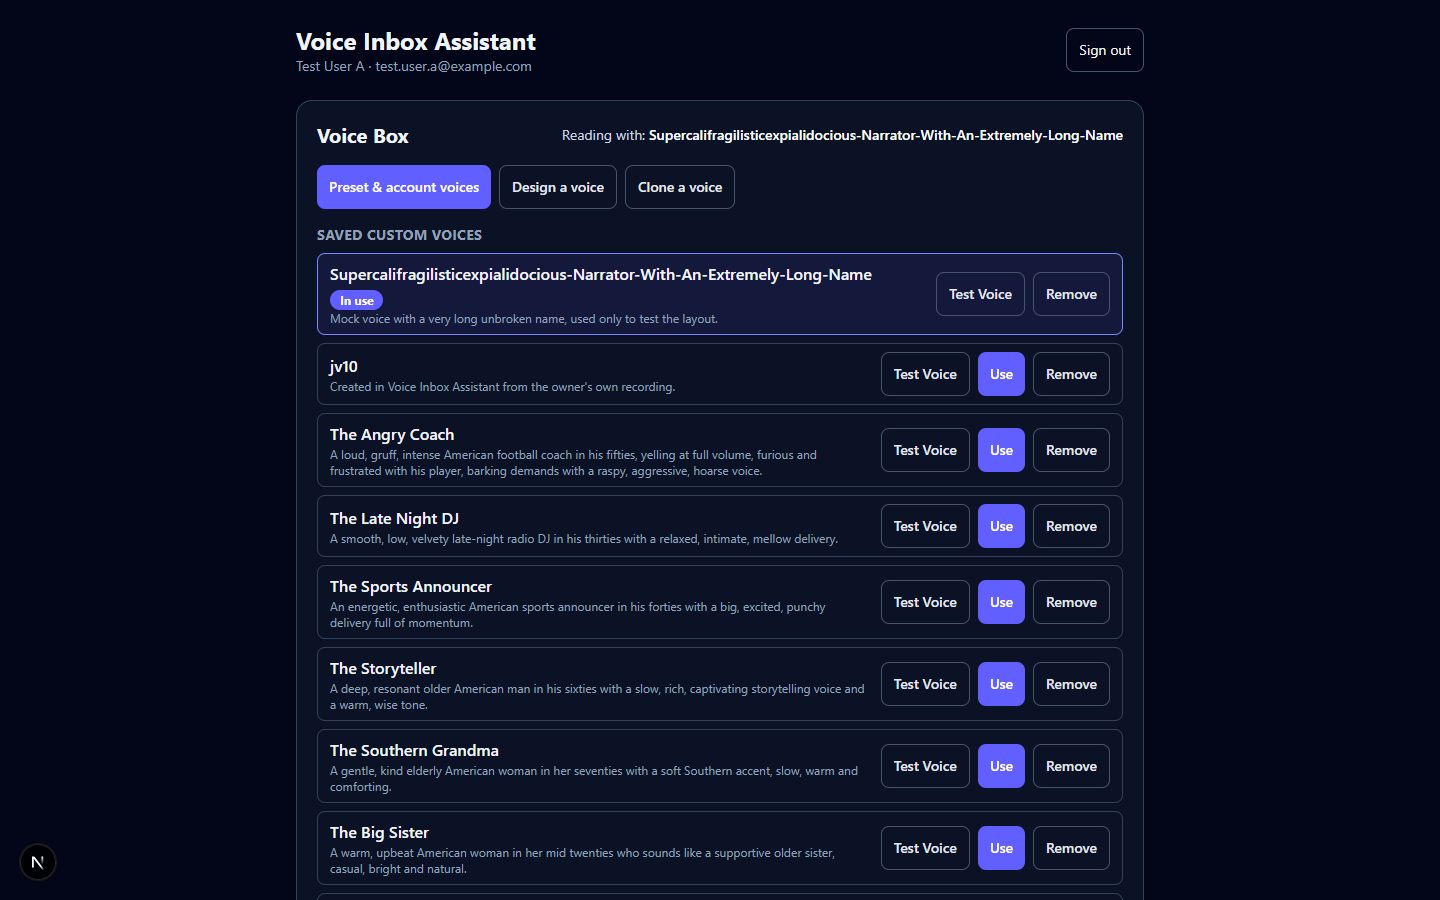 Voice Inbox Assistant
Test User A · test.user.a@example.com
Sign out
Voice Box
Reading with: Supercalifragilisticexpialidocious-Narrator-With-An-Extremely-Long-Name
Preset & account voices
Design a voice
Clone a voice
SAVED CUSTOM VOICES
Supercalifragilisticexpialidocious-Narrator-With-An-Extremely-Long-Name
In use
Mock voice with a very long unbroken name, used only to test the layout.
Test Voice
Remove
jv10
Created in Voice Inbox Assistant from the owner's own recording.
Test Voice
Use
Remove
The Angry Coach
A loud, gruff, intense American football coach in his fifties, yelling at full volume, furious and
frustrated with his player, barking demands with a raspy, aggressive, hoarse voice.
Test Voice
Use
Remove
The Late Night DJ
A smooth, low, velvety late-night radio DJ in his thirties with a relaxed, intimate, mellow delivery.
Test Voice
Use
Remove
The Sports Announcer
An energetic, enthusiastic American sports announcer in his forties with a big, excited, punchy
delivery full of momentum.
Test Voice
Use
Remove
The Storyteller
A deep, resonant older American man in his sixties with a slow, rich, captivating storytelling voice and
a warm, wise tone.
Test Voice
Use
Remove
The Southern Grandma
A gentle, kind elderly American woman in her seventies with a soft Southern accent, slow, warm and
comforting.
Test Voice
Use
Remove
The Big Sister
A warm, upbeat American woman in her mid twenties who sounds like a supportive older sister,
casual, bright and natural.
Test Voice
Use
Remove
N